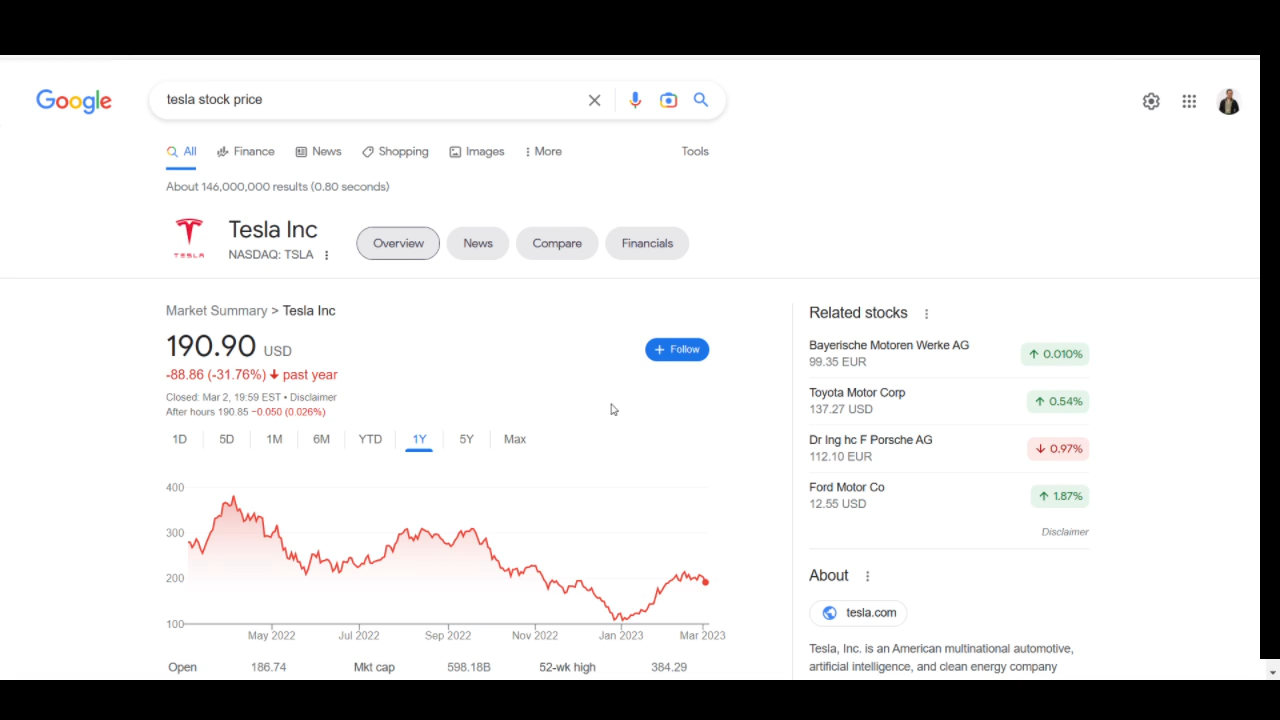 Google
tesla stock price
All Finance News Shopping Images More Tools
About 146,000,000 results (0.80 seconds)
TESLA
Tesla Inc
NASDAQ: TSLA
Overview News Compare Financials
Market Summary > Tesla Inc
190.90 USD
+ Follow
-88.86 (-31.76%) ↓ past year
Closed: Mar 2, 19:59 EST • Disclaimer
After hours 190.85 −0.050 (0.026%)
1D 5D 1M 6M YTD 1Y 5Y Max
400
300
200
100
May 2022 Jul 2022 Sep 2022 Nov 2022 Jan 2023 Mar 2023
Open 186.74 Mkt cap 598.18B 52-wk high 384.29
Related stocks
Bayerische Motoren Werke AG
99.35 EUR
↑ 0.010%
Toyota Motor Corp
137.27 USD
↑ 0.54%
Dr Ing hc F Porsche AG
112.10 EUR
↓ 0.97%
Ford Motor Co
12.55 USD
↑ 1.87%
Disclaimer
About
tesla.com
Tesla, Inc. is an American multinational automotive,
artificial intelligence, and clean energy company